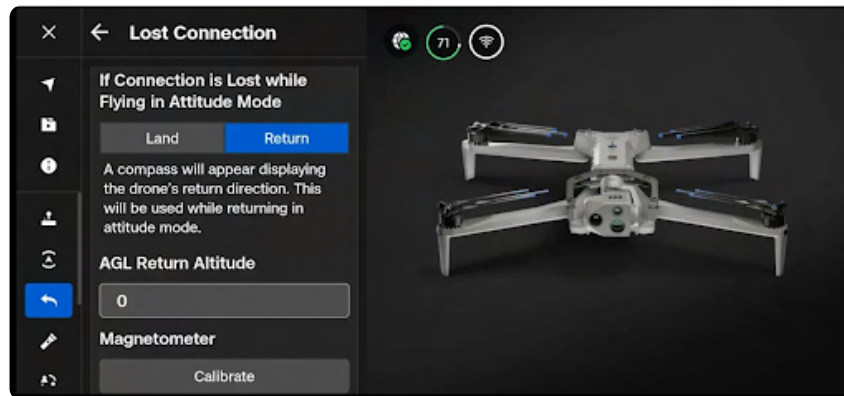 Lost Connection
71
If Connection is Lost while
Flying in Attitude Mode
Land Return
A compass will appear displaying
the drone's return direction. This
will be used while returning in
attitude mode.
AGL Return Altitude
0
Magnetometer
Calibrate